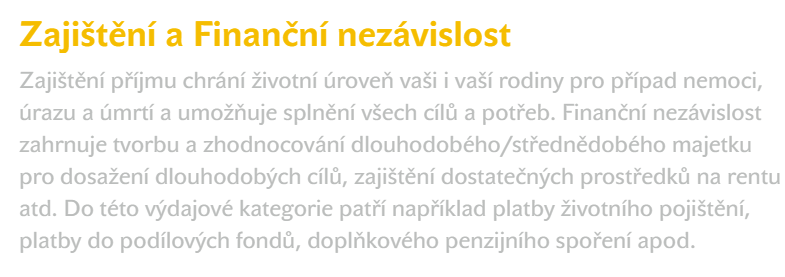 Zajištění a Finanční nezávislost
Zajištění příjmu chrání životní úroveň vaši i vaší rodiny pro případ nemoci,
úrazu a úmrtí a umožňuje splnění všech cílů a potřeb. Finanční nezávislost
zahrnuje tvorbu a zhodnocování dlouhodobého/střednědobého majetku
pro dosažení dlouhodobých cílů, zajištění dostatečných prostředků na rentu
atd. Do této výdajové kategorie patří například platby životního pojištění,
platby do podílových fondů, doplňkového penzijního spoření apod.